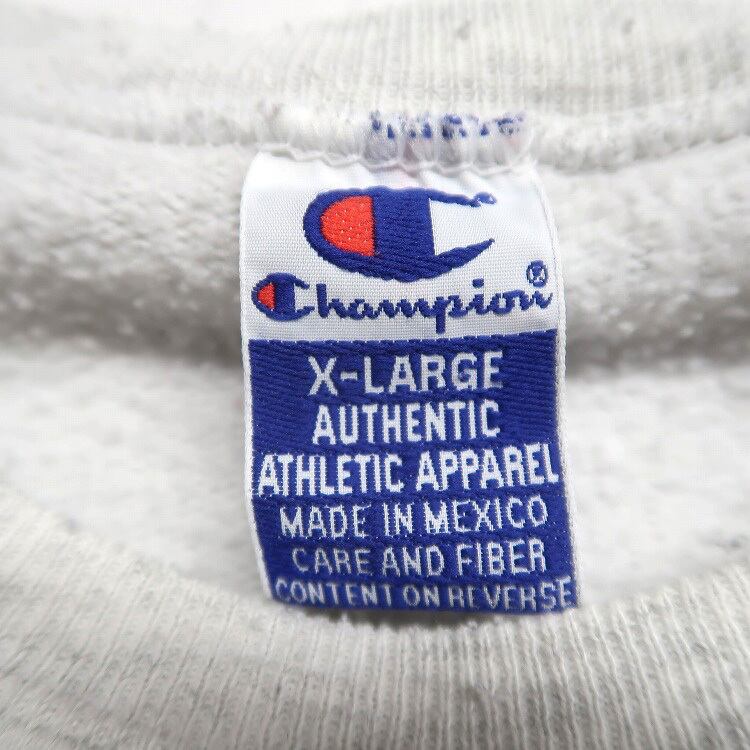 Champion®
X-LARGE
AUTHENTIC
ATHLETIC APPAREL
MADE IN MEXICO
CARE AND FIBER
CONTENT ON REVERSE